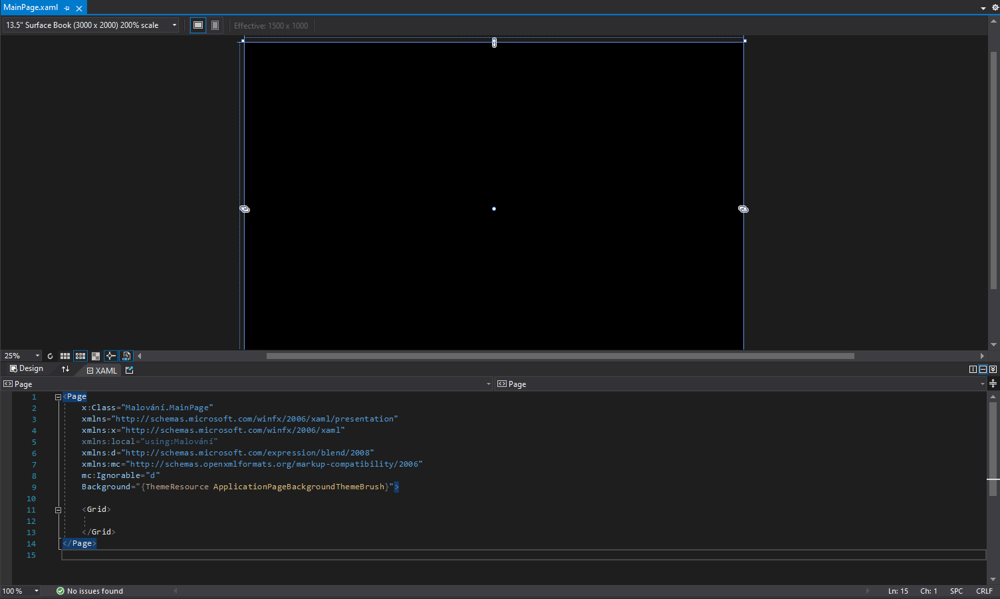 MainPage.xaml
13.5" Surface Book (3000 x 2000) 200% scale
Effective: 1500 x 1000
25%
Design
XAML
Page
Page
1 <Page
2 x:Class="Malování.MainPage"
3 xmlns="http://schemas.microsoft.com/winfx/2006/xaml/presentation"
4 xmlns:x="http://schemas.microsoft.com/winfx/2006/xaml"
5 xmlns:local="using:Malování"
6 xmlns:d="http://schemas.microsoft.com/expression/blend/2008"
7 xmlns:mc="http://schemas.openxmlformats.org/markup-compatibility/2006"
8 mc:Ignorable="d"
9 Background="{ThemeResource ApplicationPageBackgroundThemeBrush}">
10
11 <Grid>
12
13 </Grid>
14 </Page>
15
100 %
No issues found
Ln: 15 Ch: 1 SPC CRLF